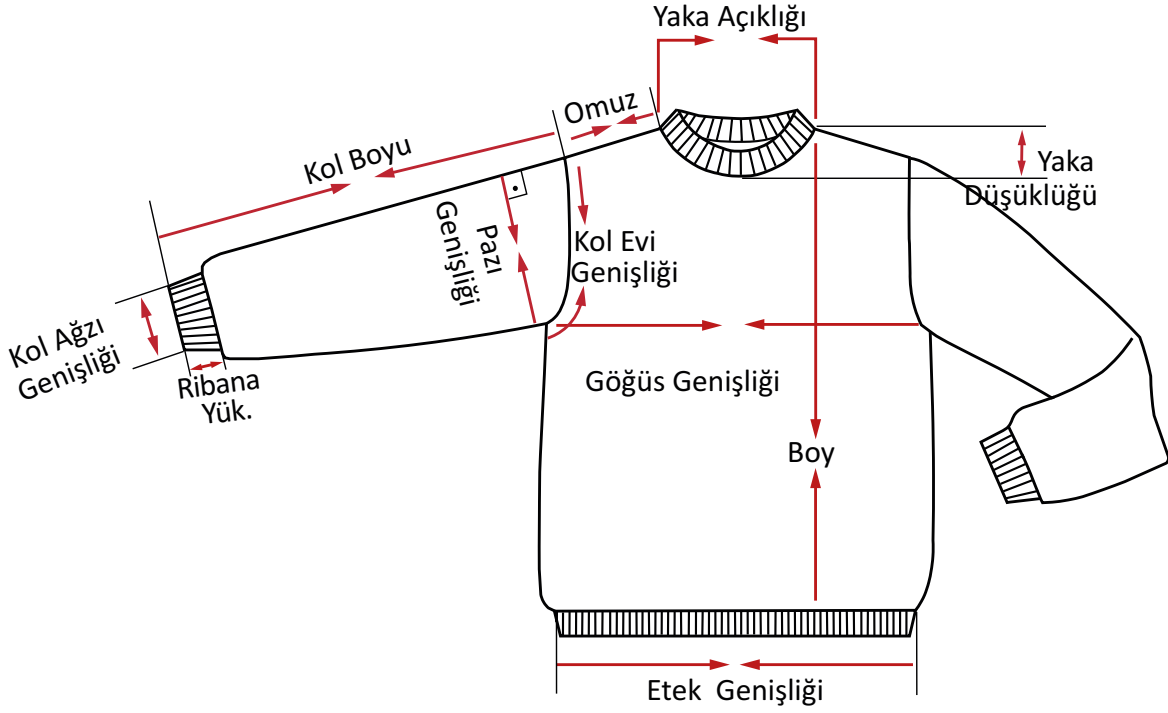 Yaka Açıklığı
Omuz
Kol Boyu
Yaka
Düşüklüğü
Pazı
Genişliği
Kol Evi
Genişliği
Kol Ağzı
Genişliği
Ribana
Yük.
Göğüs Genişliği
Boy
Etek Genişliği